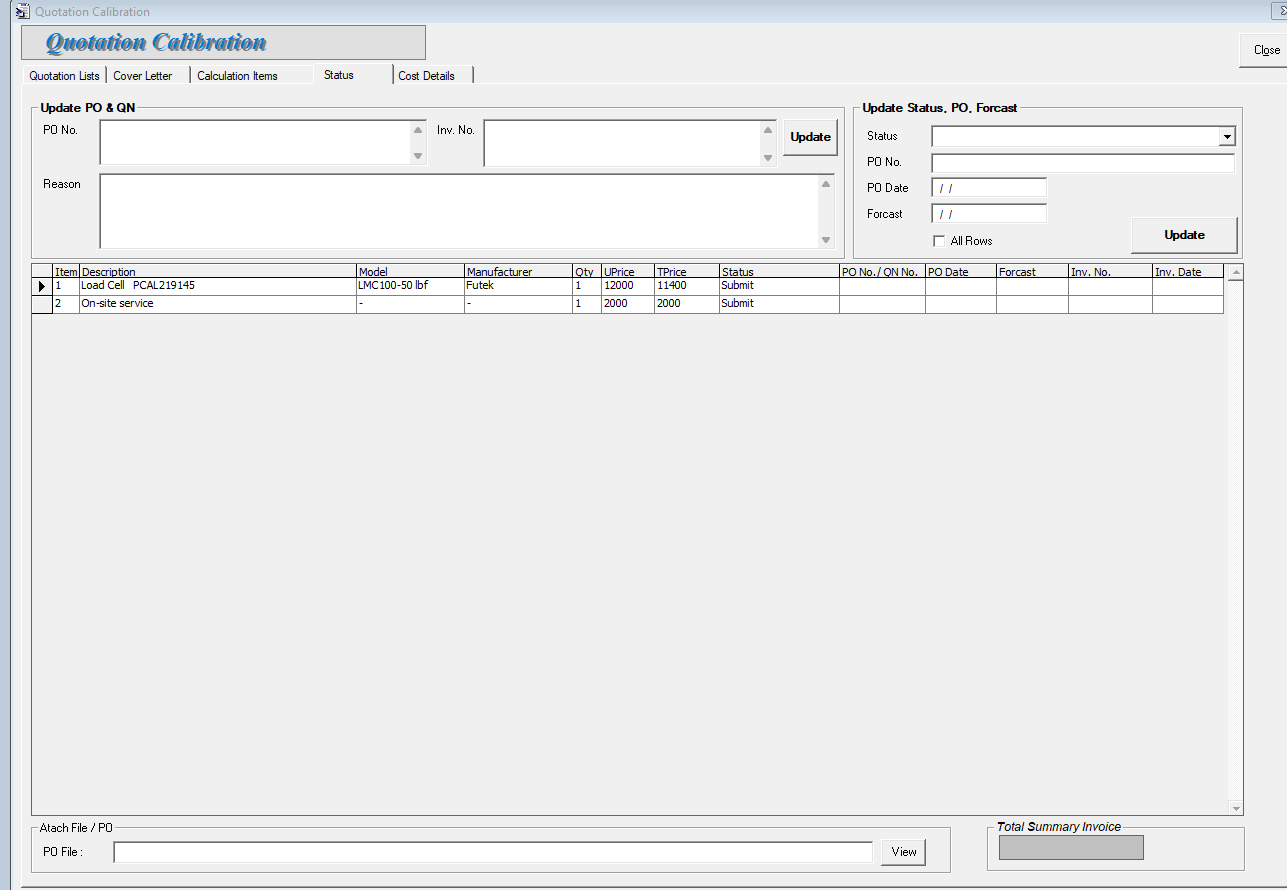 Quotation Calibration
Quotation Calibration
Close
Quotation Lists Cover Letter Calculation Items Status Cost Details
Update PO & QN
PO No. Inv. No. Update
Reason
Update Status, PO, Forcast
Status
PO No.
PO Date / /
Forcast / /
All Rows
Update
Item Description Model Manufacturer Qty UPrice TPrice Status PO No./ QN No. PO Date Forcast Inv. No. Inv. Date
1 Load Cell PCAL219145 LMC100-50 lbf Futek 1 12000 11400 Submit
2 On-site service - - 1 2000 2000 Submit
Atach File / PO
PO File : View
Total Summary Invoice